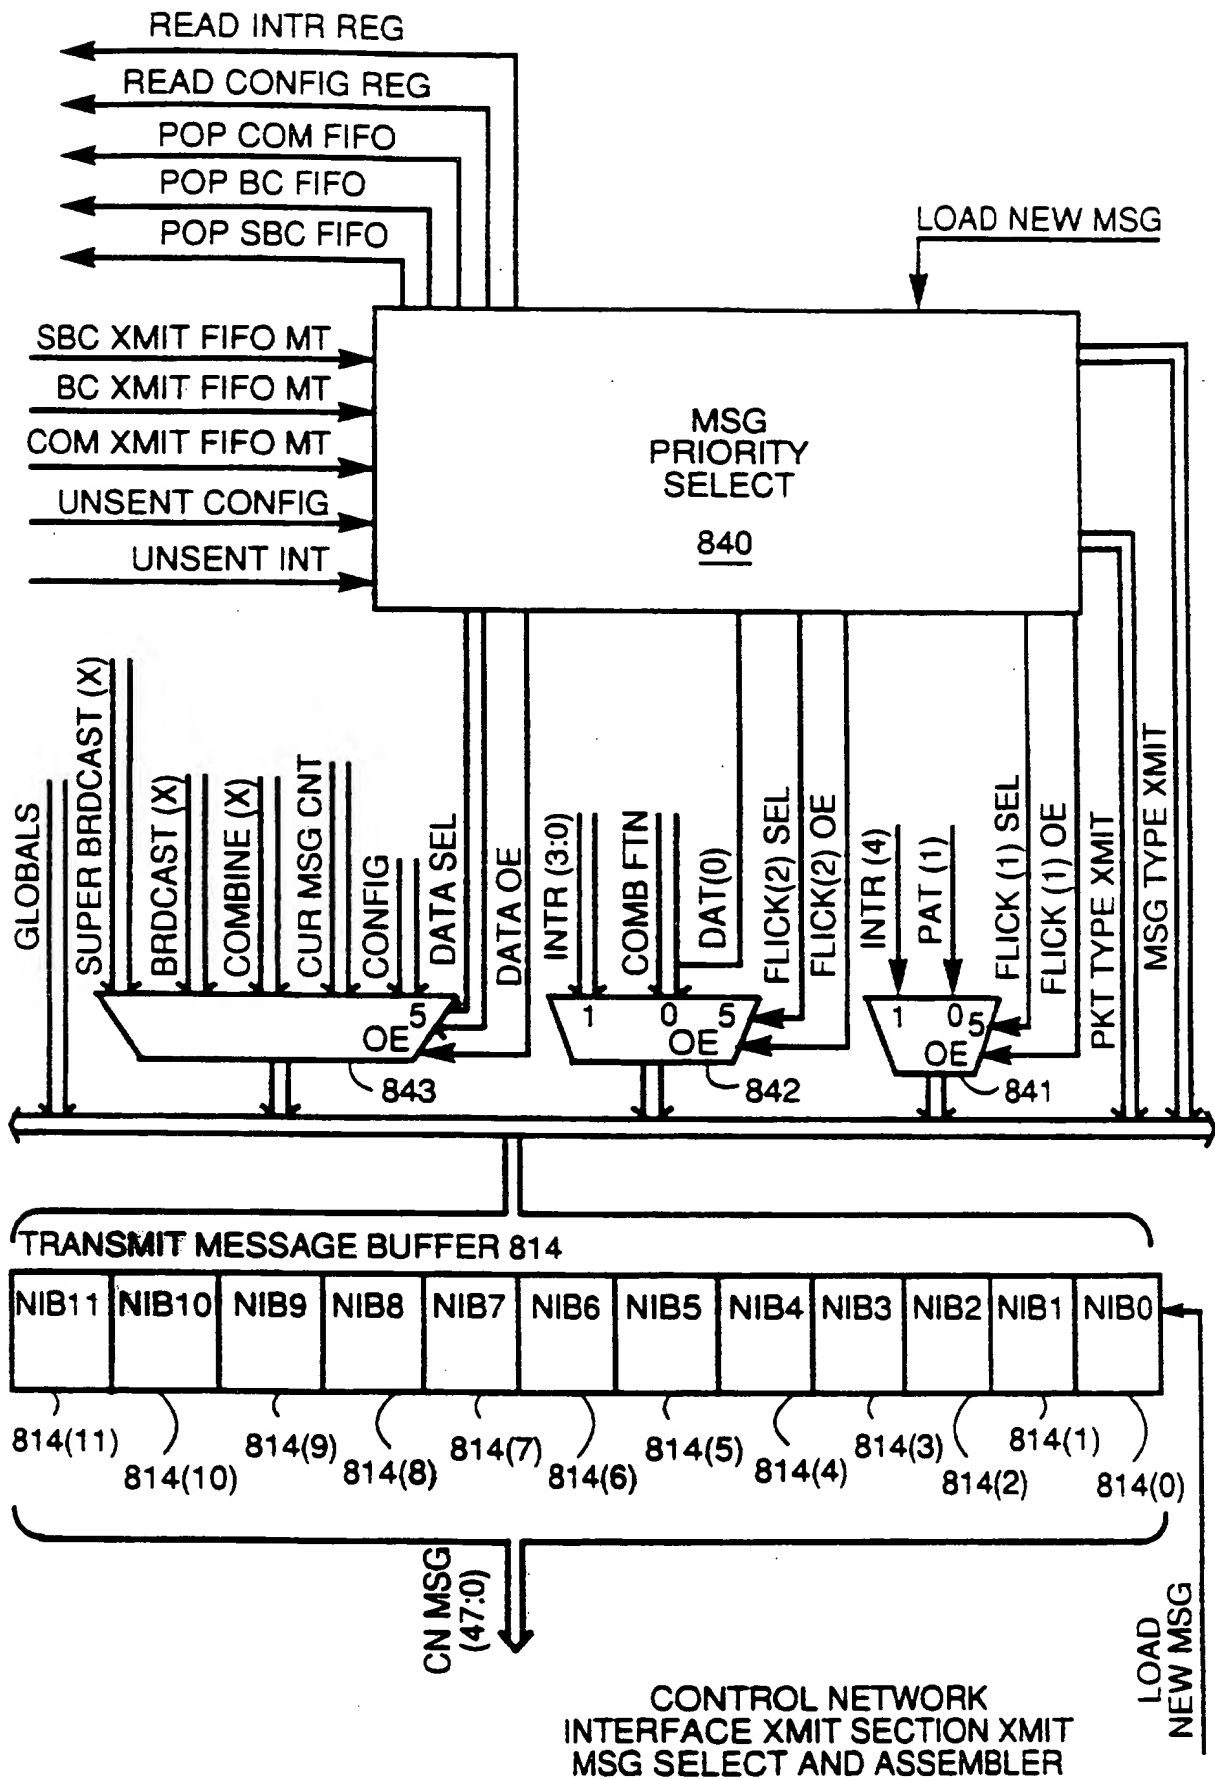 READ INTR REG
READ CONFIG REG
POP COM FIFO
POP BC FIFO
POP SBC FIFO
LOAD NEW MSG
SBC XMIT FIFO MT
BC XMIT FIFO MT
COM XMIT FIFO MT
UNSENT CONFIG
UNSENT INT
MSG
PRIORITY
SELECT
840
GLOBALS
SUPER BRDCAST (X)
BRDCAST (X)
COMBINE (X)
CUR MSG CNT
CONFIG
DATA SEL
DATA OE
INTR (3:0)
COMB FTN
DAT(0)
FLICK(2) SEL
FLICK(2) OE
INTR (4)
PAT (1)
FLICK (1) SEL
FLICK (1) OE
PKT TYPE XMIT
MSG TYPE XMIT
5
OE
843
1 0 5
OE
842
1 0 5
OE
841
TRANSMIT MESSAGE BUFFER 814
NIB11 NIB10 NIB9 NIB8 NIB7 NIB6 NIB5 NIB4 NIB3 NIB2 NIB1 NIB0
814(11) 814(10) 814(9) 814(8) 814(7) 814(6) 814(5) 814(4) 814(3) 814(2) 814(1) 814(0)
CN MSG
(47:0)
LOAD
NEW MSG
CONTROL NETWORK
INTERFACE XMIT SECTION XMIT
MSG SELECT AND ASSEMBLER